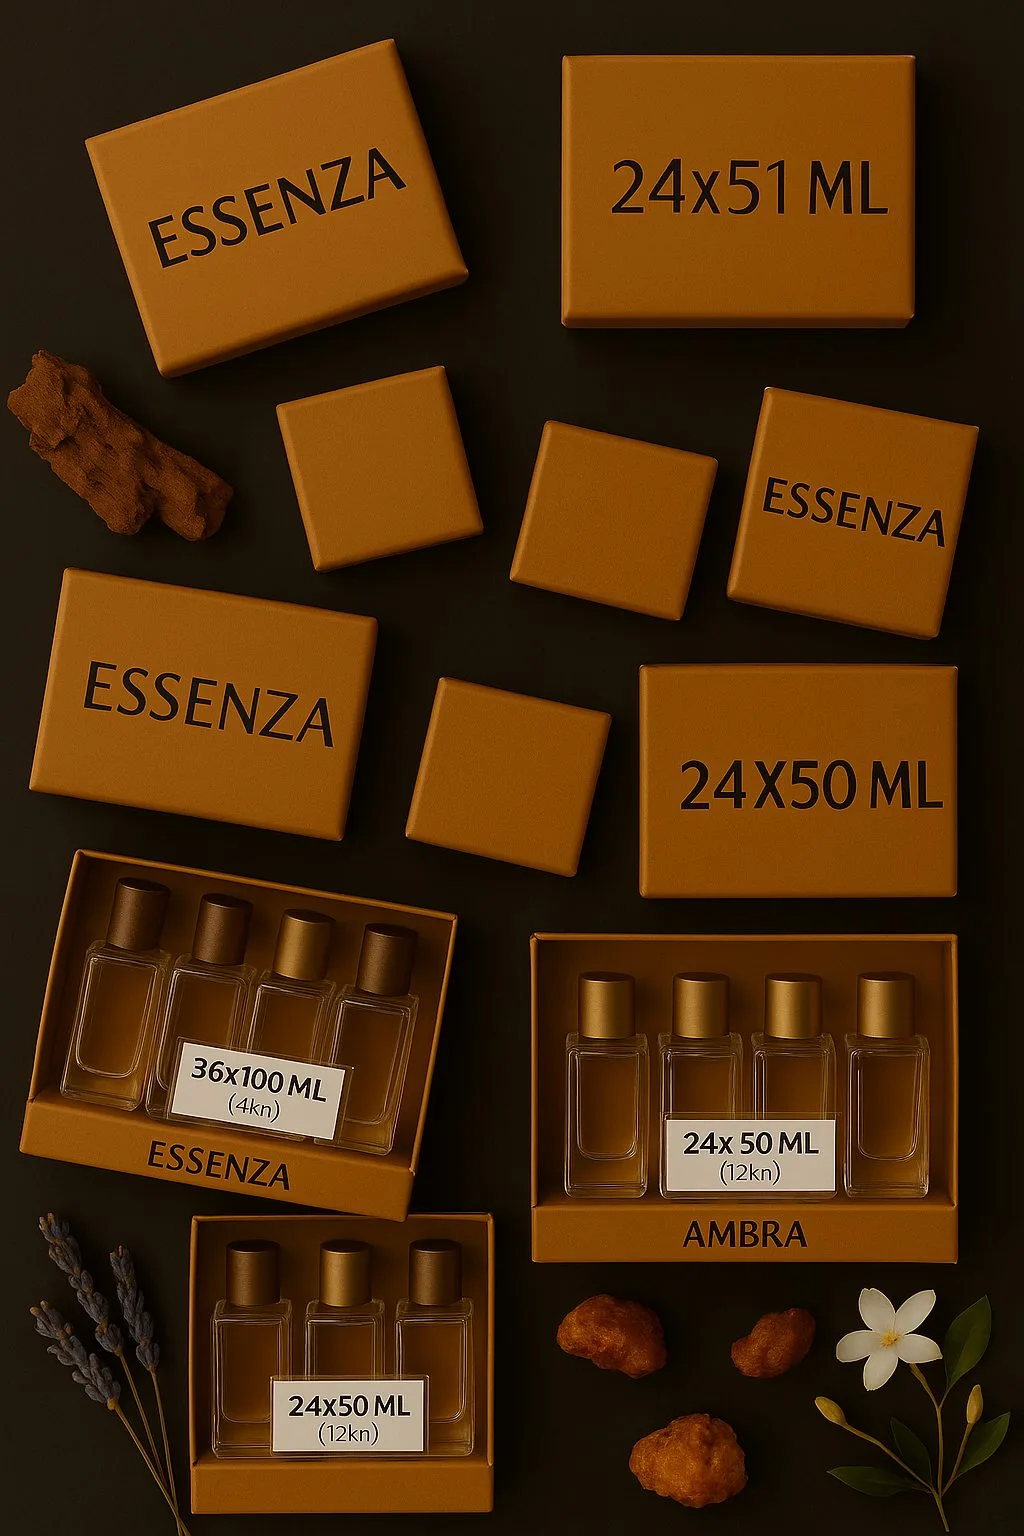 ESSENZA
24x51 ML
ESSENZA
ESSENZA
24X50 ML
36x100 ML
(4kn)
ESSENZA
24x 50 ML
(12kn)
AMBRA
24x50 ML
(12kn)